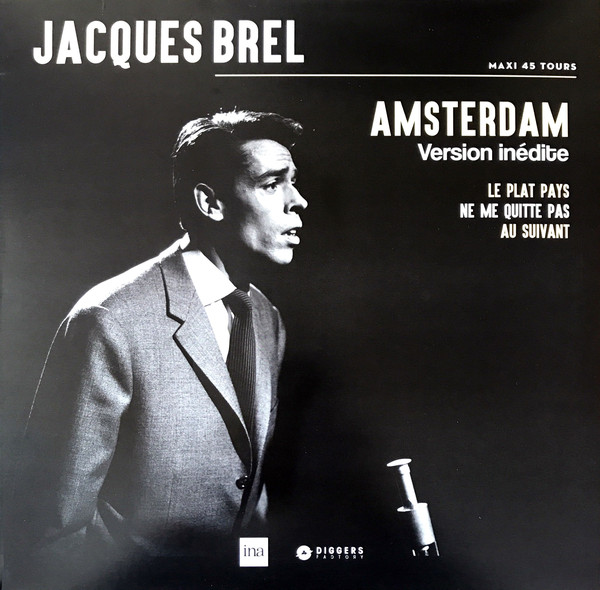 JACQUES BREL
MAXI 45 TOURS
AMSTERDAM
Version inédite
LE PLAT PAYS
NE ME QUITTE PAS
AU SUIVANT
ina
DIGGERS
FACTORY